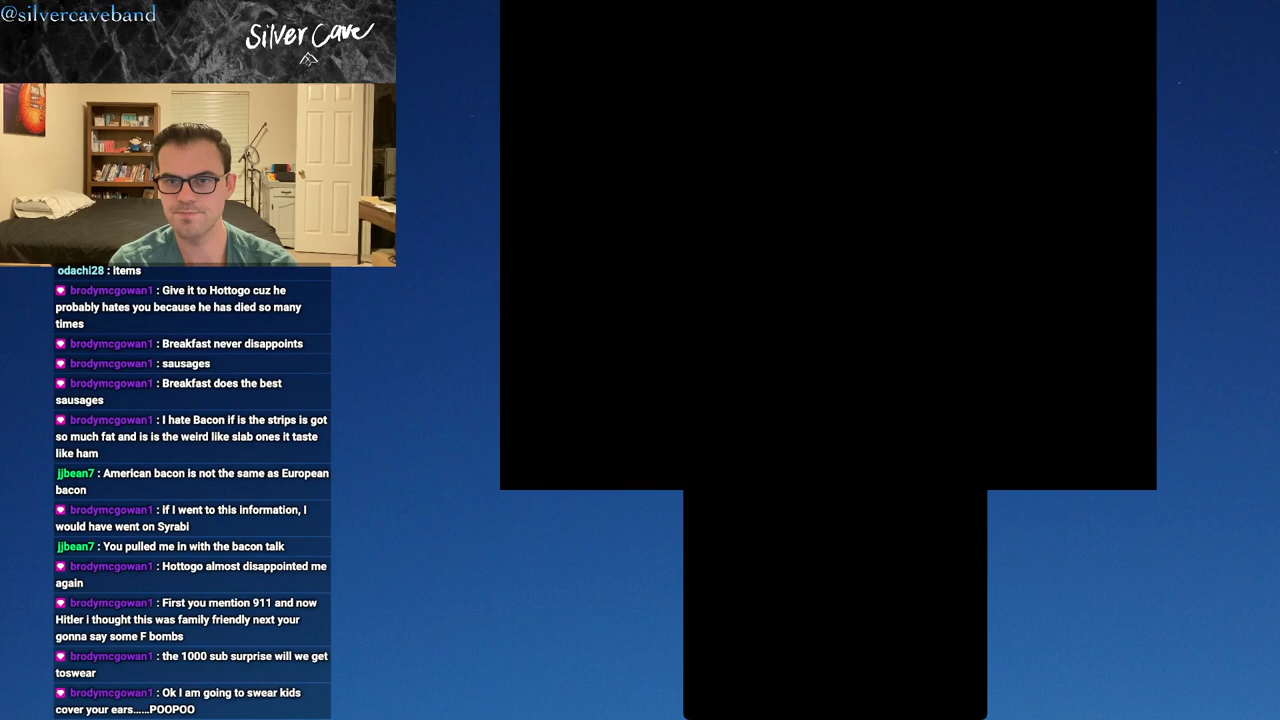 @silvercaveband
Silver Cave
odachi28 : items
brodymcgowan1 : Give it to Hottogo cuz he
probably hates you because he has died so many
times
brodymcgowan1 : Breakfast never disappoints
brodymcgowan1 : sausages
brodymcgowan1 : Breakfast does the best
sausages
brodymcgowan1 : I hate Bacon if is the strips is got
so much fat and is is the weird like slab ones it taste
like ham
jjbean7 : American bacon is not the same as European
bacon
brodymcgowan1 : if I went to this information, I
would have went on Syrabi
jjbean7 : You pulled me in with the bacon talk
brodymcgowan1 : Hottogo almost disappointed me
again
brodymcgowan1 : First you mention 911 and now
Hitler i thought this was family friendly next your
gonna say some F bombs
brodymcgowan1 : the 1000 sub surprise will we get
toswear
brodymcgowan1 : Ok I am going to swear kids
cover your ears......POOPOO